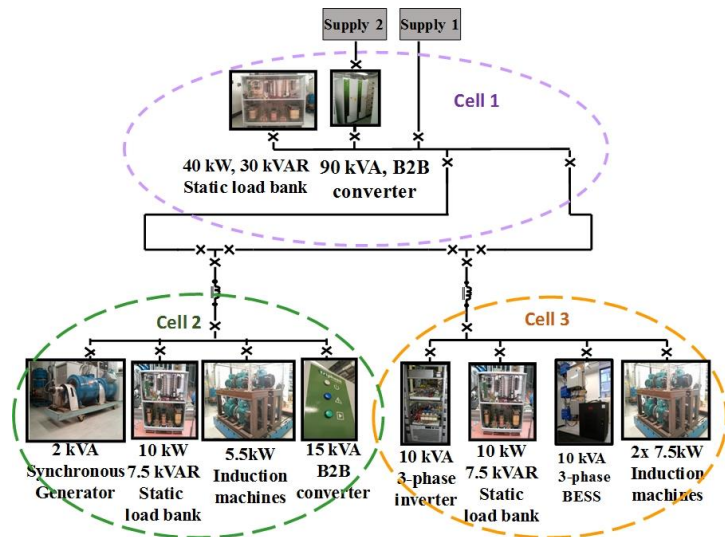 Supply 2
Supply 1
Cell 1
40 kW, 30 kVAR
Static load bank
90 kVA, B2B
converter
Cell 2
Cell 3
2 kVA
Synchronous
Generator
10 kW
7.5 kVAR
Static
load bank
5.5kW
Induction
machines
15 kVA
B2B
converter
10 kVA
3-phase
inverter
10 kW
7.5 kVAR
Static
load bank
10 kVA
3-phase
BESS
2x 7.5kW
Induction
machines